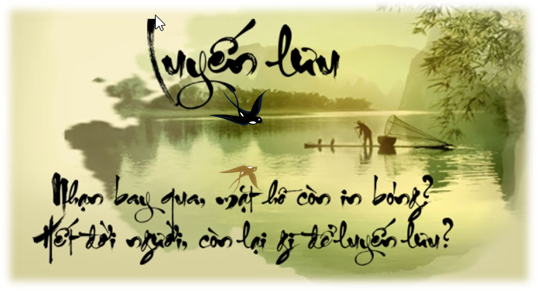 Luyến lưu
Nhạn bay qua, mặt hồ còn in bóng?
Hết đời người, còn lại gì để luyến lưu?